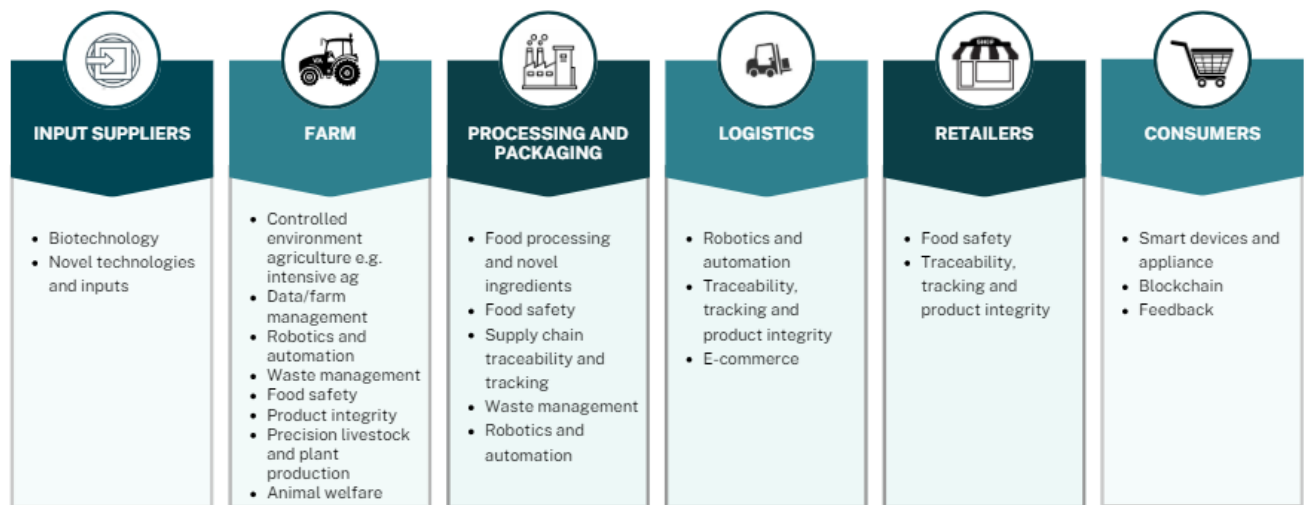 SHOP
INPUT SUPPLIERS
• Biotechnology
• Novel technologies
and inputs
FARM
• Controlled
environment
agriculture e.g.
intensive ag
• Data/farm
management
• Robotics and
automation
• Waste management
• Food safety
• Product integrity
• Precision livestock
and plant
production
• Animal welfare
PROCESSING AND
PACKAGING
• Food processing
and novel
ingredients
• Food safety
• Supply chain
traceability and
tracking
• Waste management
• Robotics and
automation
LOGISTICS
• Robotics and
automation
• Traceability,
tracking and
product integrity
• E-commerce
RETAILERS
• Food safety
• Traceability,
tracking and
product integrity
CONSUMERS
• Smart devices and
appliance
• Blockchain
• Feedback